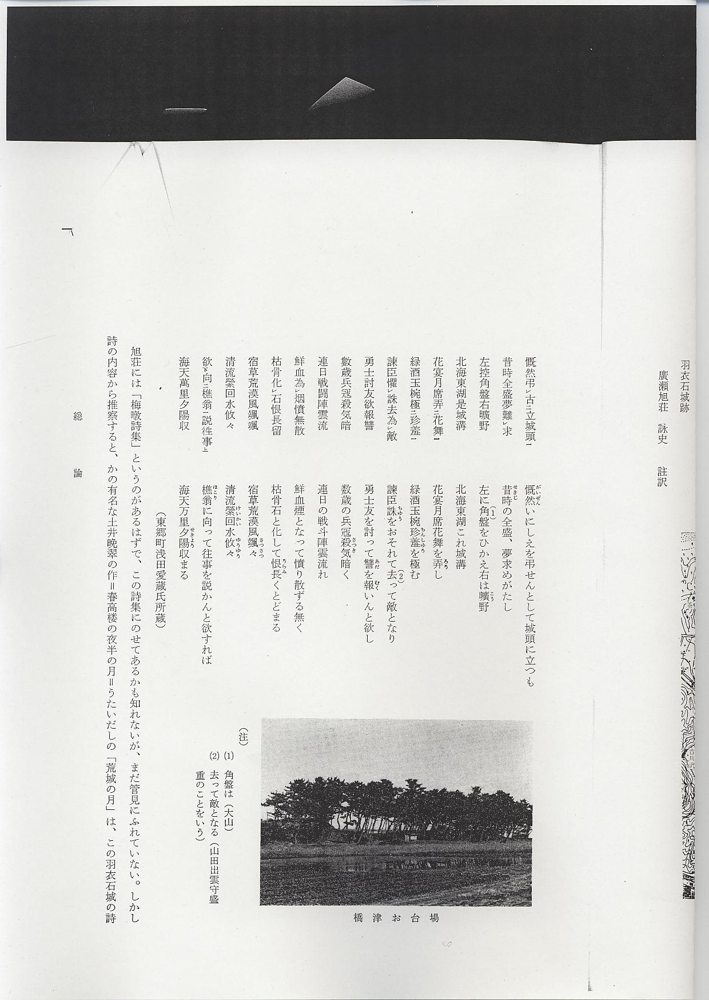 羽衣石城跡
廣瀬旭荘 詠史 註訳
慨然弔レ古二立城頭一
昔時全盛夢難レ求
左控角盤右曠野
北海東湖是城溝
花宴月席弄二花舞一
緑酒玉椀極二珍羞一
諫臣懼レ誅去為レ敵
勇士討友欲報讐
數歳兵冦殺気暗
連日戦闘陣雲流
鮮血為レ烟憤無散
枯骨化レ石恨長留
宿草荒漠風颯颯
清流縈回水攸々
欲下向二樵翁一説徃事上
海天萬里夕陽収
慨然いにしえを弔せんとして城頭に立つも
昔時の全盛、夢求めがたし
左に角盤(1)をひかえ右は曠野
北海東湖これ城溝
花宴月席花舞を弄し
緑酒玉椀珍羞を極む
諫臣誅をおそれて去(2)って敵となり
勇士友を討って讐を報いんと欲し
数歳の兵冦殺気暗く
連日の戦斗陣雲流れ
鮮血煙となって憤り散ずる無く
枯骨石と化して恨長くとどまる
宿草荒漠風颯々
清流縈回水攸々
樵翁に向って往事を説かんと欲すれば
海天万里夕陽収まる
(東郷町浅田愛蔵氏所蔵)
橋津お台場
(注)
(1) 角盤は(大山)
(2) 去って敵となる(山田出雲守盛
重のことをいう)
旭荘には「梅暾詩集」というのがあるはずで、この詩集にのせてあるかも知れないが、まだ管見にふれていない。しかし
詩の内容から推察すると、かの有名な土井晩翠の作=春高楼の夜半の月=うたいだしの「荒城の月」は、この羽衣石城の詩
総論
古川沢